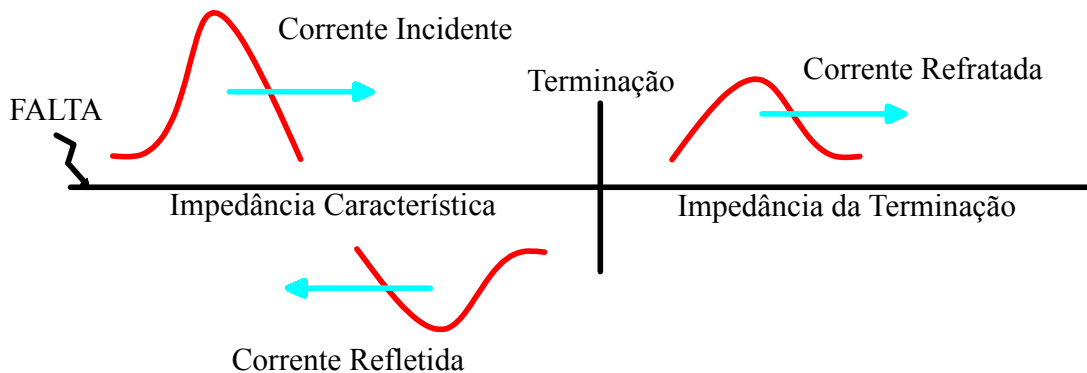 Corrente Incidente
Terminação
Corrente Refratada
FALTA
Impedância Característica
Impedância da Terminação
Corrente Refletida